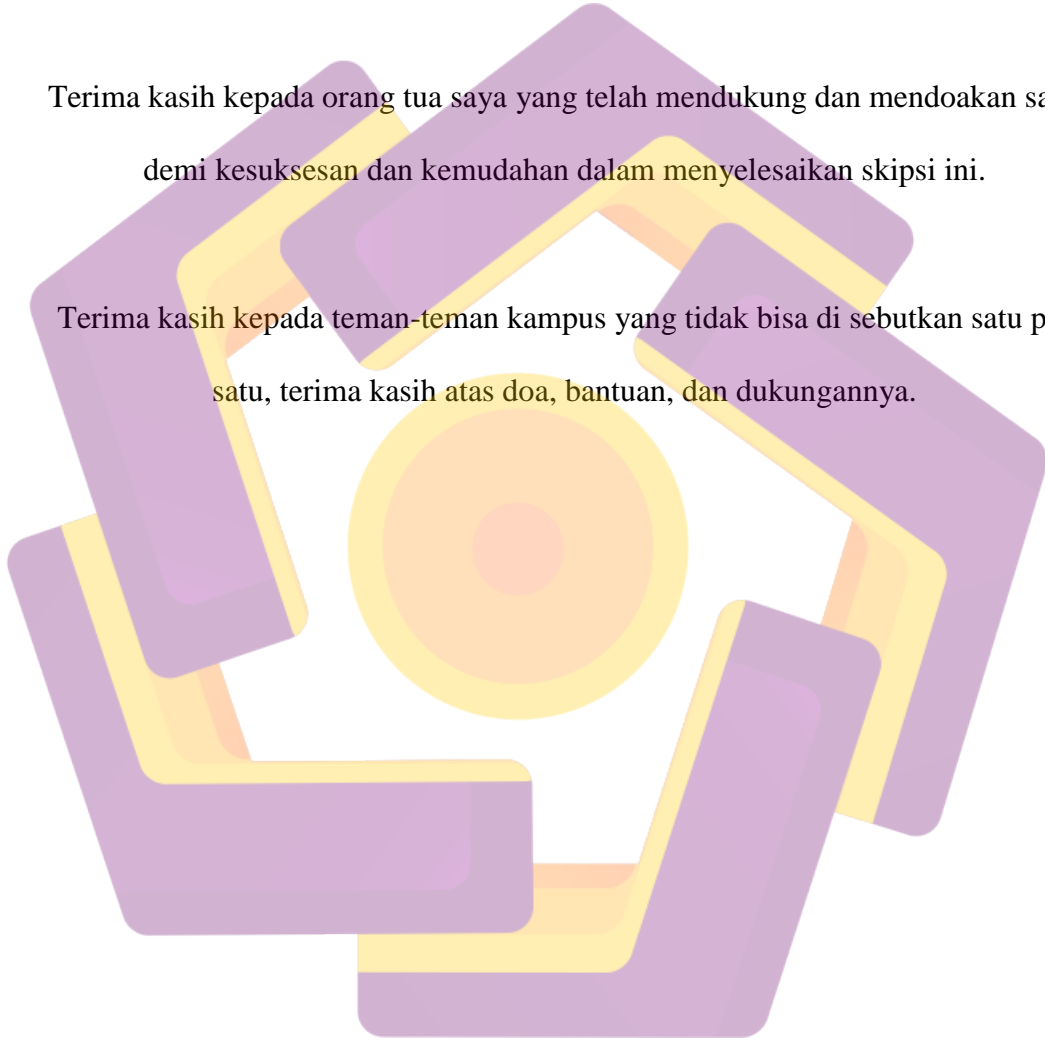 Terima kasih kepada orang tua saya yang telah mendukung dan mendoakan sa
demi kesuksesan dan kemudahan dalam menyelesaikan skipsi ini.
Terima kasih kepada teman-teman kampus yang tidak bisa di sebutkan satu p
satu, terima kasih atas doa, bantuan, dan dukungannya.